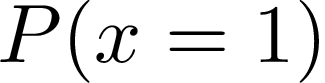 P(x = 1)